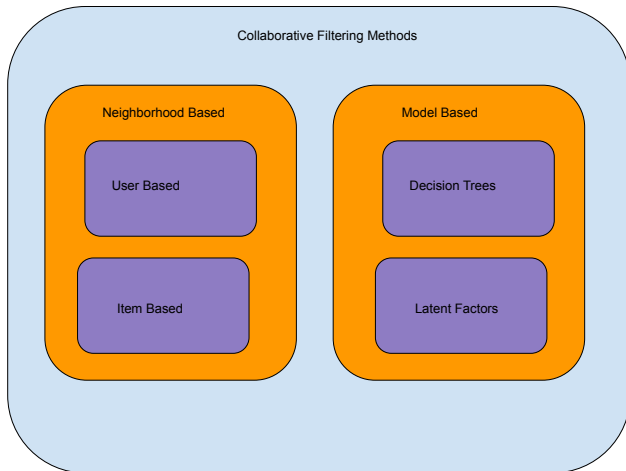 Collaborative Filtering Methods
Neighborhood Based
Model Based
User Based
Decision Trees
Item Based
Latent Factors